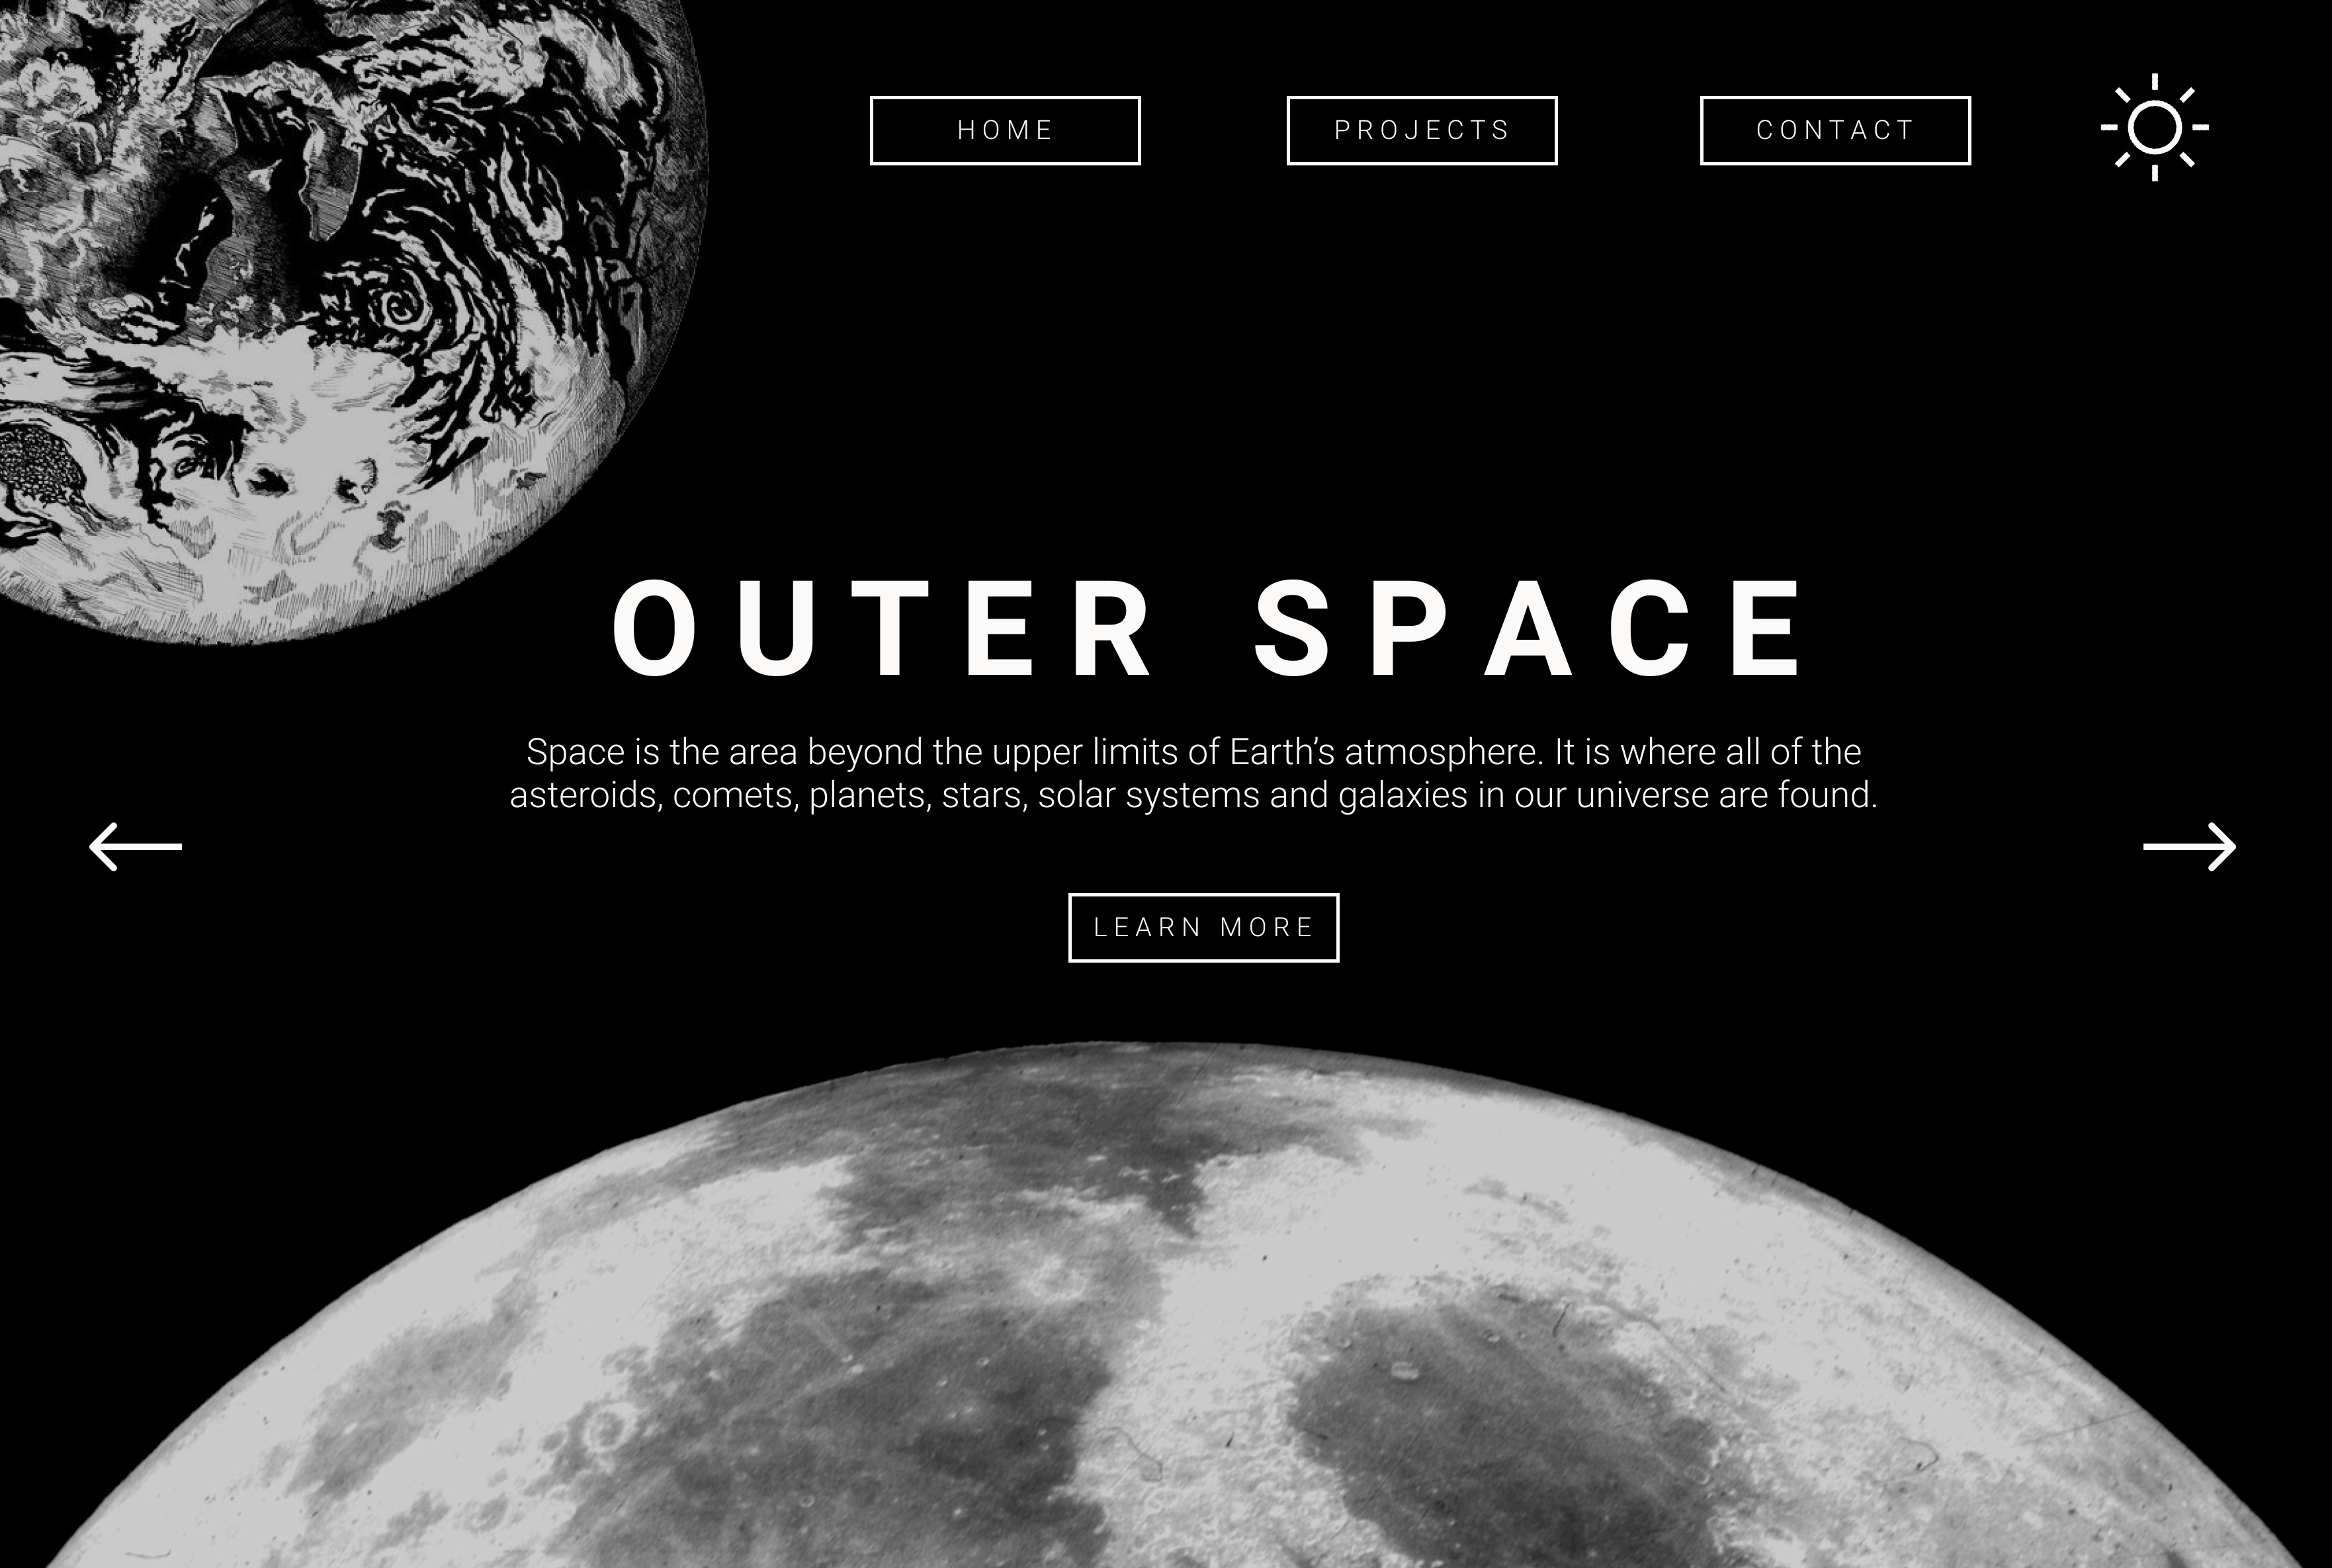 HOME
PROJECTS
CONTACT
OUTER SPACE
Space is the area beyond the upper limits of Earth’s atmosphere. It is where all of the
asteroids, comets, planets, stars, solar systems and galaxies in our universe are found.
LEARN MORE